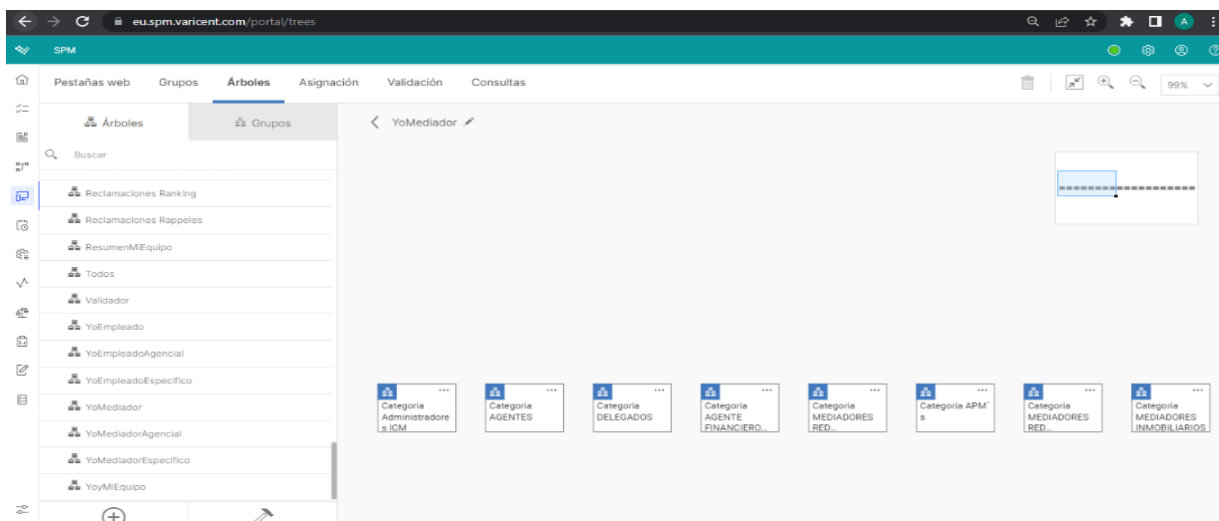 eu.spm.varicent.com/portal/trees
A
SPM
Pestañas web Grupos Árboles Asignación Validación Consultas
99%
Árboles Grupos
YoMediador
Buscar
Reclamaciones Ranking
Reclamaciones Rappeles
ResumenMiEquipo
Todos
Validador
YoEmpleado
YoEmpleadoAgencial
YoEmpleadoEspecifico
YoMediador
YoMediadorAgencial
YoMediadorEspecifico
YoyMiEquipo
Categoria
Administradore
s ICM
Categoria
AGENTES
Categoria
DELEGADOS
Categoria
AGENTE
FINANCIERO...
Categoria
MEDIADORES
RED...
Categoria APM`
s
Categoria
MEDIADORES
RED...
Categoria
MEDIADORES
INMOBILIARIOS